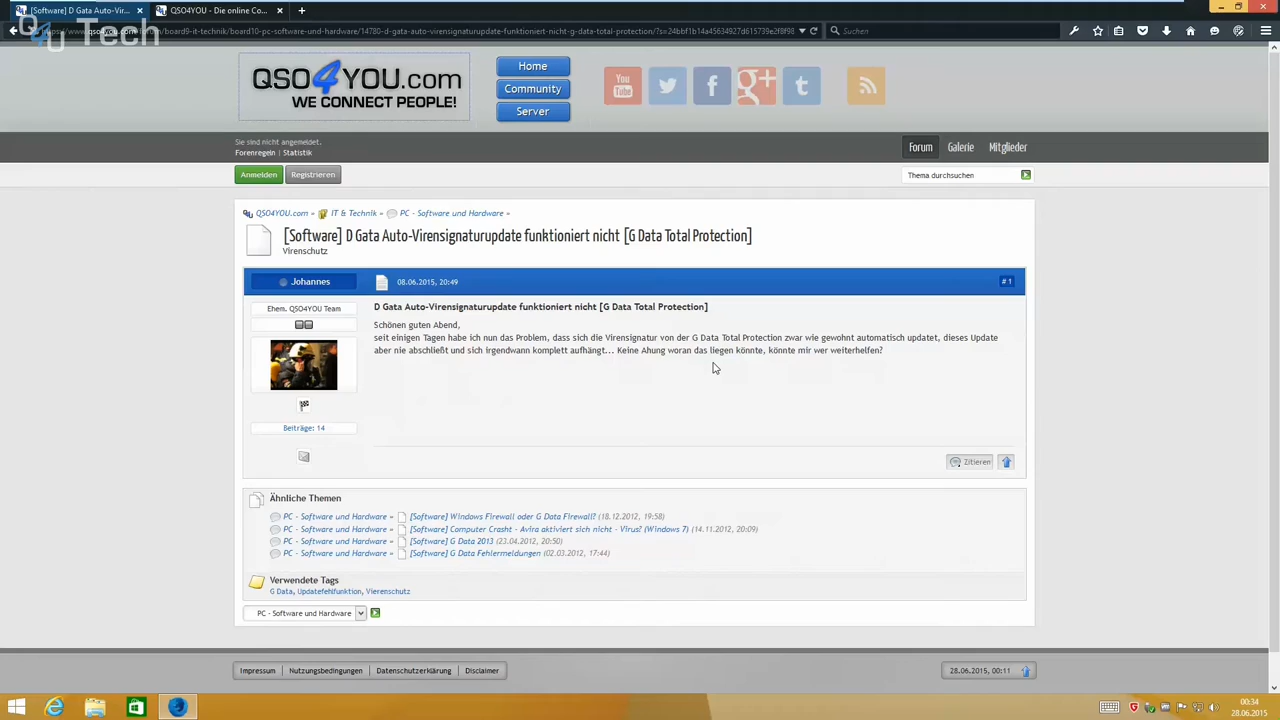 [Software] D Gata Auto-Vir...
QSO4YOU - Die online Co...
Q4U Tech
Suchen
QSO4YOU.com
WE CONNECT PEOPLE!
Home
Community
Server
You Tube
Sie sind nicht angemeldet.
Forenregeln | Statistik
Forum Galerie Mitglieder
Anmelden Registrieren
Thema durchsuchen
QSO4YOU.com » IT & Technik » PC - Software und Hardware »
[Software] D Gata Auto-Virensignaturupdate funktioniert nicht [G Data Total Protection]
Virenschutz
Johannes
08.06.2015, 20:49
# 1
Ehem. QSO4YOU Team
D Gata Auto-Virensignaturupdate funktioniert nicht [G Data Total Protection]
Schönen guten Abend,
seit einigen Tagen habe ich nun das Problem, dass sich die Virensignatur von der G Data Total Protection zwar wie gewohnt automatisch updatet, dieses Update
aber nie abschließt und sich irgendwann komplett aufhängt... Keine Ahung woran das liegen könnte, könnte mir wer weiterhelfen?
Beiträge: 14
Zitieren
Ähnliche Themen
PC - Software und Hardware » [Software] Windows Firewall oder G Data Firewall? (18.12.2012, 19:58)
PC - Software und Hardware » [Software] Computer Crasht - Avira aktiviert sich nicht - Virus? (Windows 7) (14.11.2012, 20:09)
PC - Software und Hardware » [Software] G Data 2013 (23.04.2012, 20:50)
PC - Software und Hardware » [Software] G Data Fehlermeldungen (02.03.2012, 17:44)
Verwendete Tags
G Data, Updatefehlfunktion, Vierenschutz
PC - Software und Hardware
Impressum Nutzungsbedingungen Datenschutzerklärung Disclaimer
28.06.2015, 00:11
00:34
28.06.2015